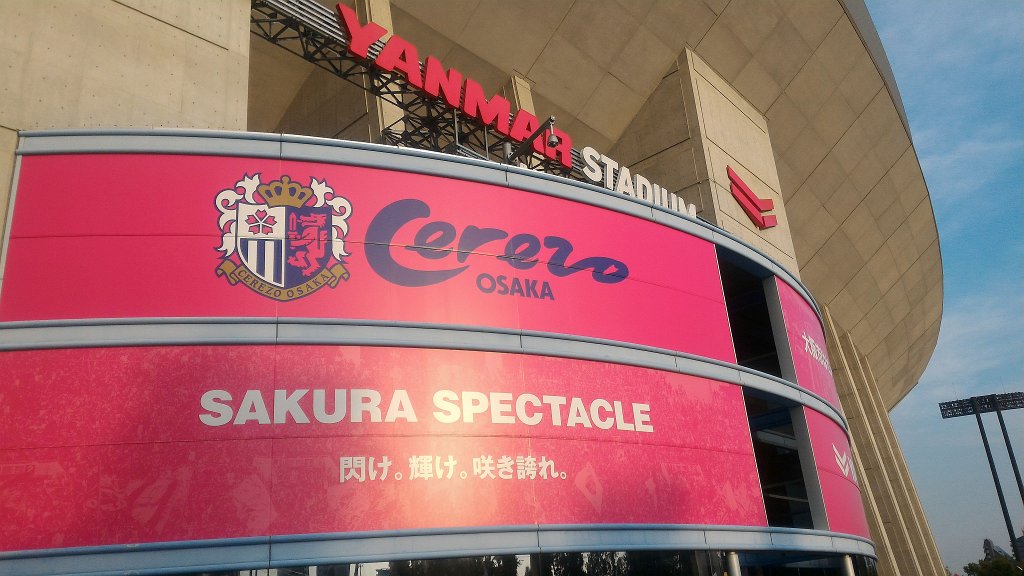 YANMAR STADIUM
CEREZO OSAKA
Cerezo
OSAKA
SAKURA SPECTACLE
閃け。輝け。咲き誇れ。